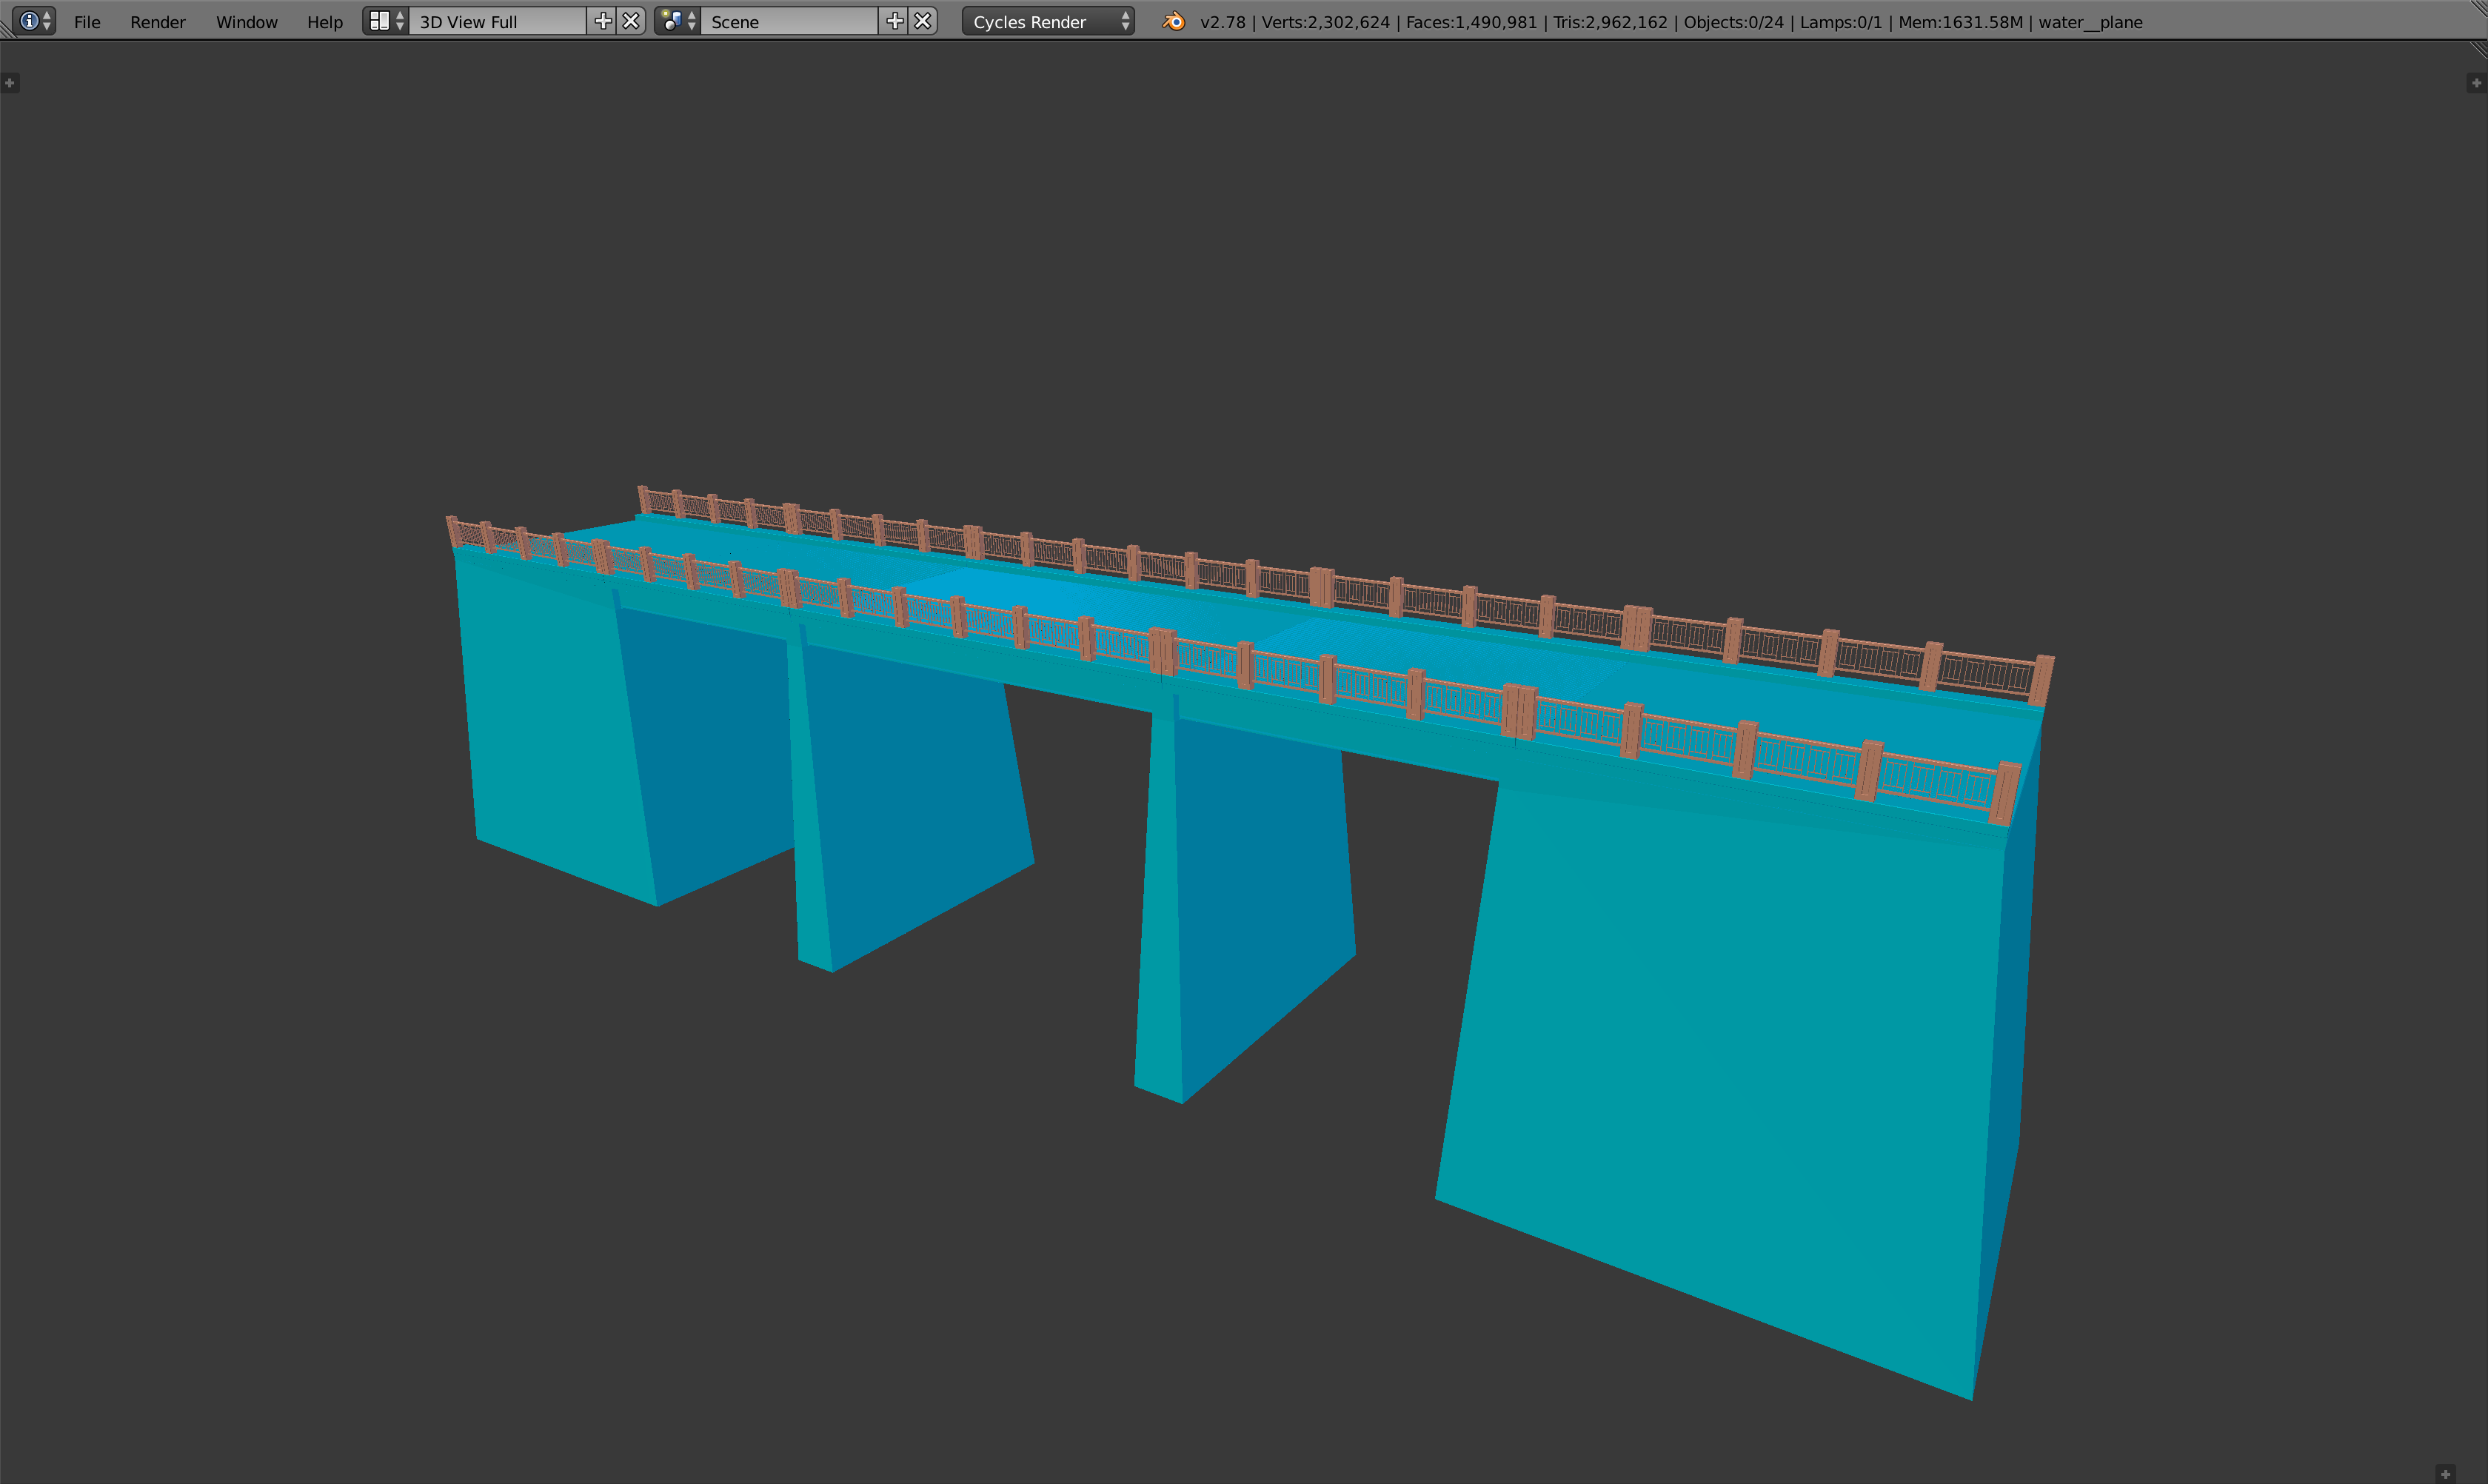 File Render Window Help 3D View Full Scene Cycles Render v2.78 | Verts:2,302,624 | Faces:1,490,981 | Tris:2,962,162 | Objects:0/24 | Lamps:0/1 | Mem:1631.58M | water__plane